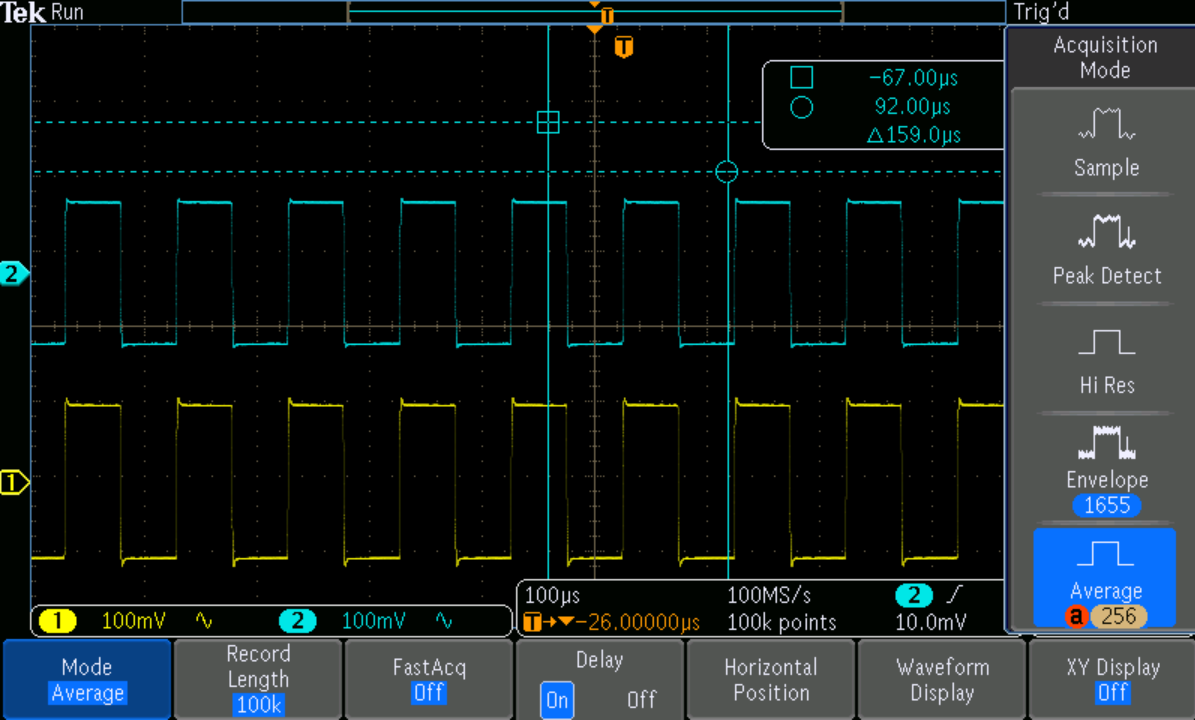 Tek Run
Trig'd
T
T
-67.00µs
92.00µs
Δ159.0µs
2
1
Acquisition
Mode
Sample
Peak Detect
Hi Res
Envelope
1655
Average
a 256
1 100mV ∿ 2 100mV ∿
100µs 100MS/s 2
T→▼-26.00000µs 100k points 10.0mV
Mode
Average
Record
Length
100k
FastAcq
Off
Delay
On Off
Horizontal
Position
Waveform
Display
XY Display
Off